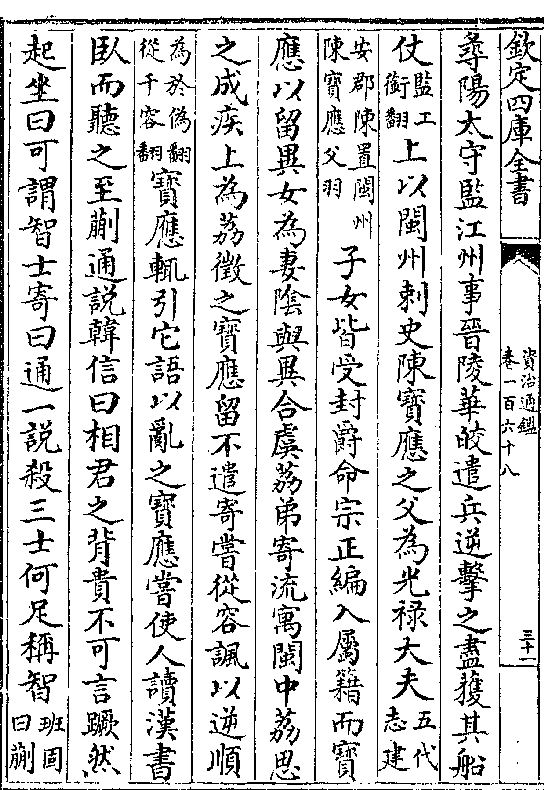 欽定四庫全書
資治通鑑
卷一百六十八
三十一
尋陽太守監江州事晉陵華皎遣兵逆擊之盡獲其船
仗監工銜翻上以閩州刺史陳寶應之父為光祿大夫五代志建
安郡陳置閩州陳寶應父羽子女皆受封爵命宗正編入屬籍而寶
應以留異女為妻陰與異合虞荔弟寄流寓閩中荔思
之成疾上為荔徵之寶應留不遣寄嘗從容諷以逆順
為於偽翻從千容翻寶應輒引它語以亂之寶應嘗使人讀漢書
臥而聽之至蒯通說韓信曰相君之背貴不可言蹶然
起坐曰可謂智士寄曰通一說殺三士何足稱智班固曰蒯